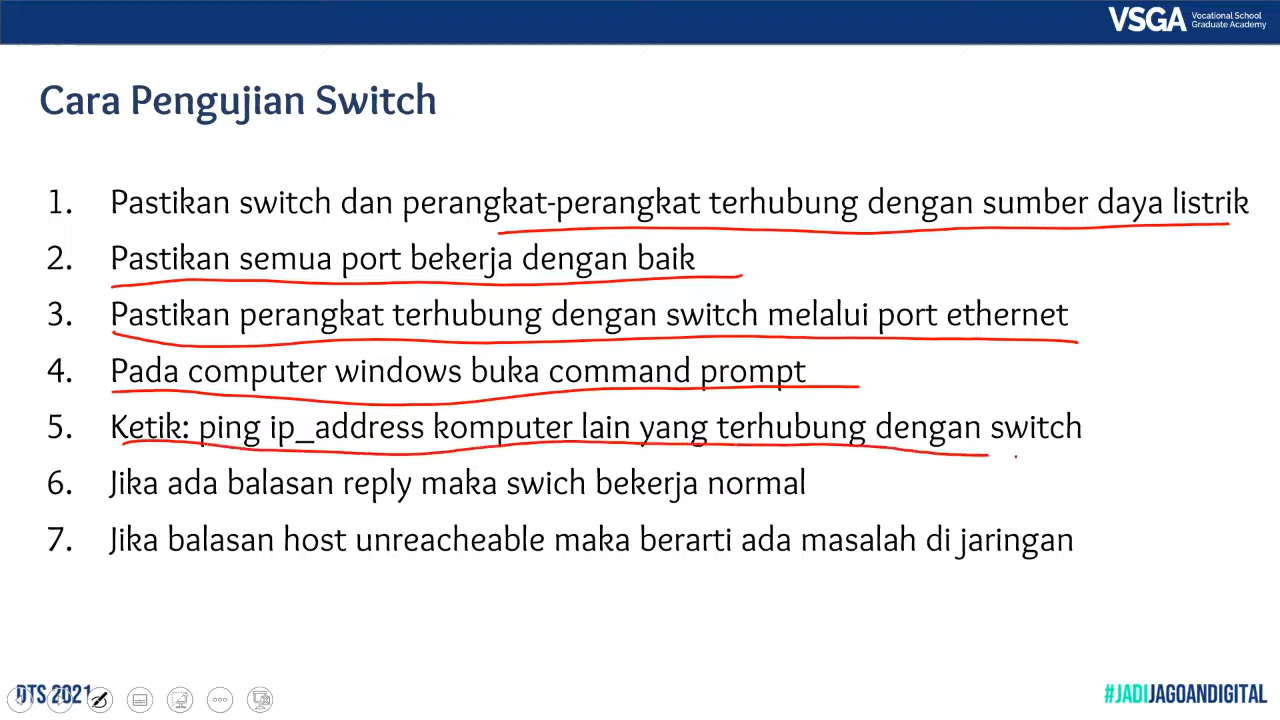 VSGA Vocational School
Graduate Academy
Cara Pengujian Switch
1. Pastikan switch dan perangkat-perangkat terhubung dengan sumber daya listrik
2. Pastikan semua port bekerja dengan baik
3. Pastikan perangkat terhubung dengan switch melalui port ethernet
4. Pada computer windows buka command prompt
5. Ketik: ping ip_address komputer lain yang terhubung dengan switch
6. Jika ada balasan reply maka swich bekerja normal
7. Jika balasan host unreacheable maka berarti ada masalah di jaringan
DTS 2021
#JADIJAGOANDIGITAL